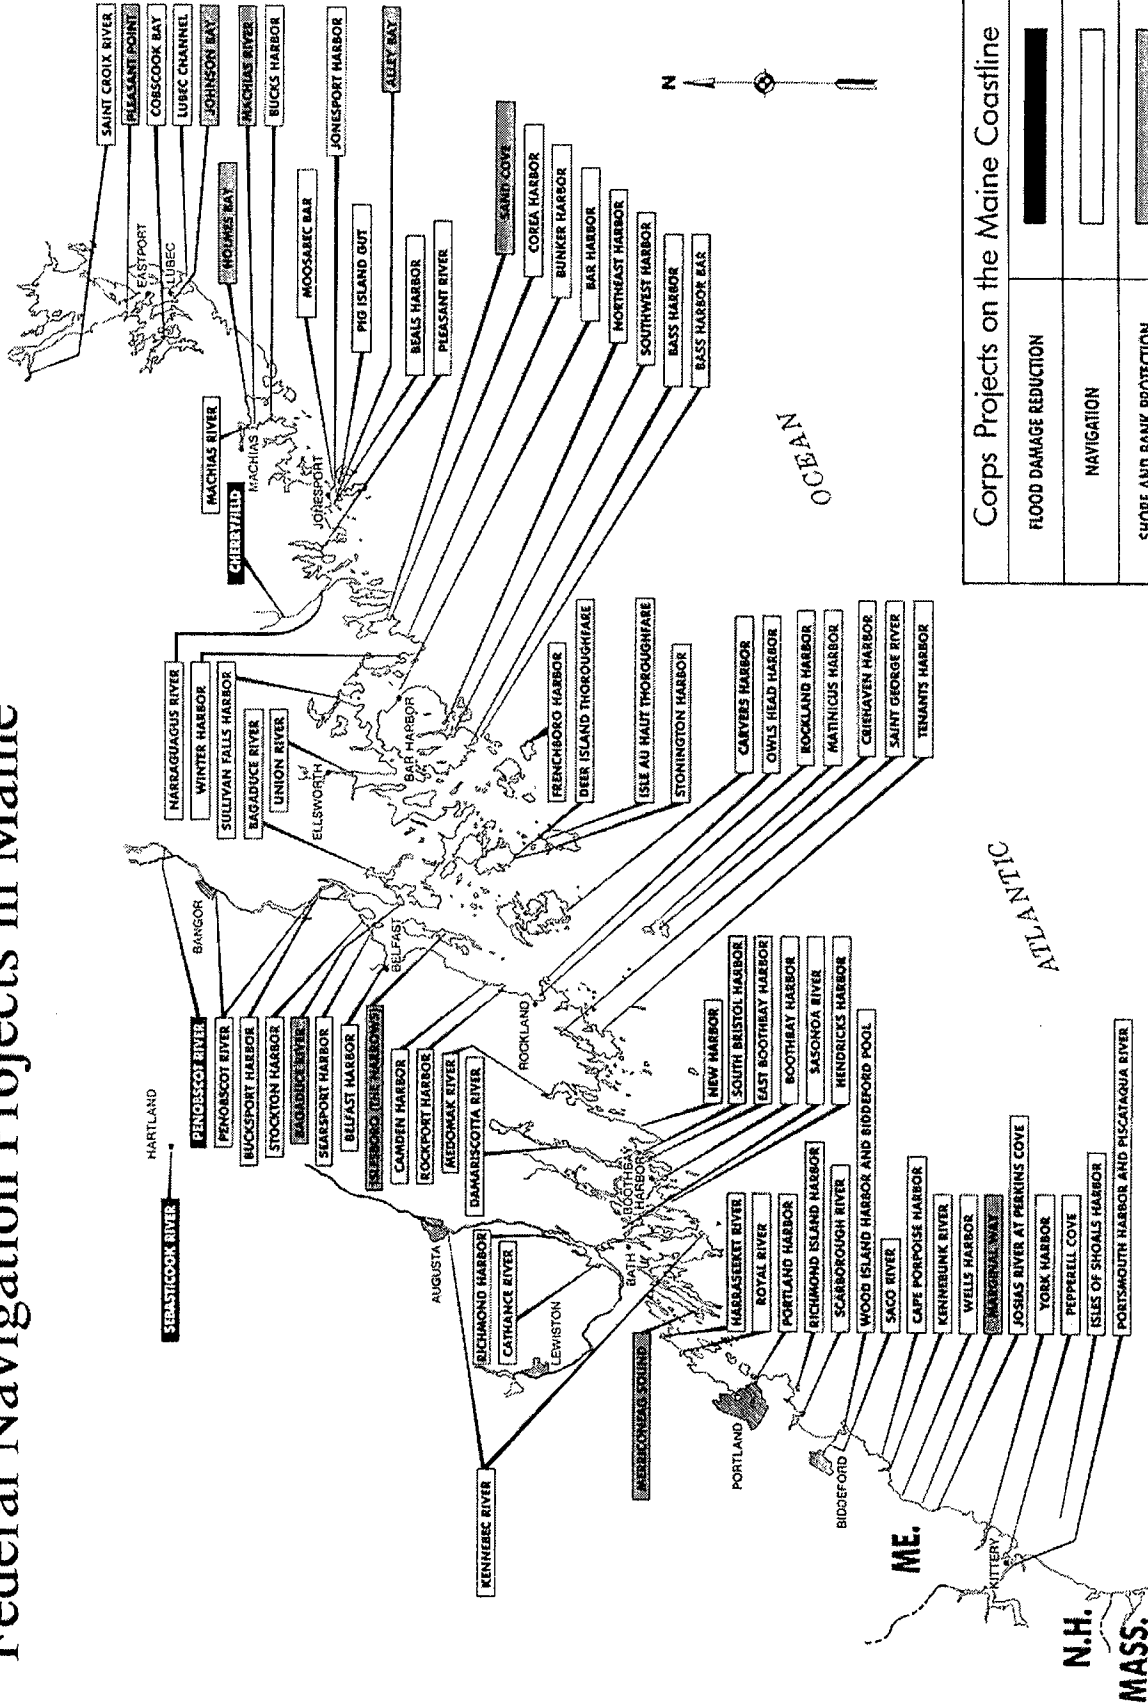 Federal Navigation Projects in Maine
SAINT CROIX RIVER
PLEASANT POINT
COBSCOOK BAY
LUBEC CHANNEL
JOHNSON BAY
MACHIAS RIVER
BUCKS HARBOR
HOLMES BAY
MOOSABEC BAR
JONESPORT HARBOR
PIG ISLAND GUT
ALLEY BAY
BEALS HARBOR
PLEASANT RIVER
SAND COVE
COREA HARBOR
BUNKER HARBOR
BAR HARBOR
NORTHEAST HARBOR
SOUTHWEST HARBOR
BASS HARBOR
BASS HARBOR BAR
EASTPORT
LUBEC
MACHIAS RIVER
MACHIAS
CHERRYFIELD
JONESPORT
NARRAGUAGUS RIVER
WINTER HARBOR
SULLIVAN FALLS HARBOR
BAGADUCE RIVER
UNION RIVER
ELLSWORTH
BAR HARBOR
FRENCHBORO HARBOR
DEER ISLAND THOROUGHFARE
ISLE AU HAUT THOROUGHFARE
STONINGTON HARBOR
CARVERS HARBOR
OWLS HEAD HARBOR
ROCKLAND HARBOR
MATINICUS HARBOR
CRIEHAVEN HARBOR
SAINT GEORGE RIVER
TENANTS HARBOR
BANGOR
BELFAST
HARTLAND
SEBASTICOOK RIVER
PENOBSCOT RIVER
PENOBSCOT RIVER
BUCKSPORT HARBOR
STOCKTON HARBOR
BAGADUCE RIVER
SEARSPORT HARBOR
BELFAST HARBOR
ISLESBORO (THE NARROWS)
CAMDEN HARBOR
ROCKPORT HARBOR
MEDOMAK RIVER
DAMARISCOTTA RIVER
ROCKLAND
NEW HARBOR
SOUTH BRISTOL HARBOR
EAST BOOTHBAY HARBOR
BOOTHBAY HARBOR
SASONOA RIVER
HENDRICKS HARBOR
AUGUSTA
RICHMOND HARBOR
CATHANCE RIVER
LEWISTON
BATH
BOOTHBAY
HARBOR
KENNEBEC RIVER
MERRICONEAG SOUND
HARRASEEKET RIVER
ROYAL RIVER
PORTLAND HARBOR
RICHMOND ISLAND HARBOR
SCARBOROUGH RIVER
WOOD ISLAND HARBOR AND BIDDEFORD POOL
SACO RIVER
CAPE PORPOISE HARBOR
KENNEBUNK RIVER
WELLS HARBOR
MARGINAL WAY
JOSIAS RIVER AT PERKINS COVE
YORK HARBOR
PEPPERELL COVE
ISLES OF SHOALS HARBOR
PORTSMOUTH HARBOR AND PISCATAQUA RIVER
PORTLAND
BIDDEFORD
KITTERY
ME.
N.H.
MASS.
ATLANTIC
OCEAN
N
Corps Projects on the Maine Coastline
FLOOD DAMAGE REDUCTION
NAVIGATION
SHORE AND BANK PROTECTION